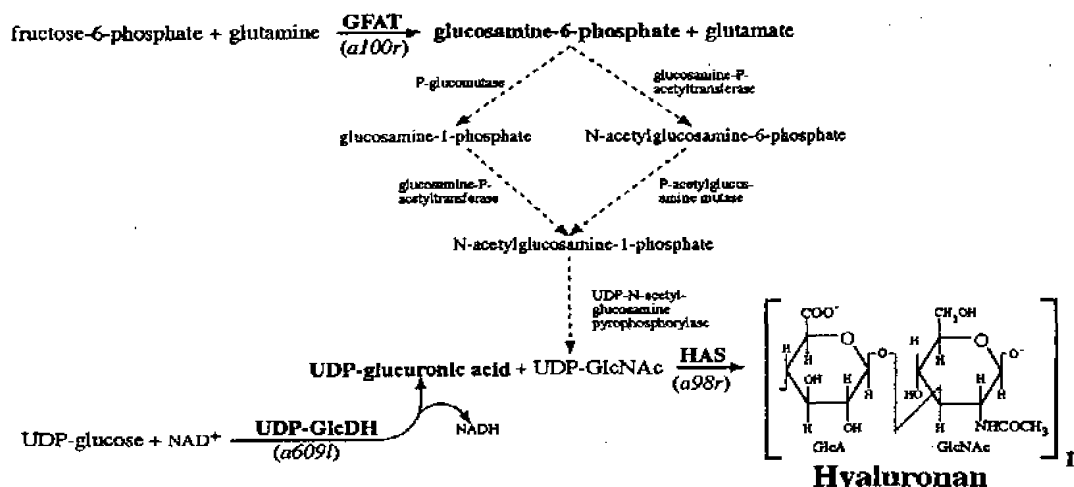 fructose-6-phosphate + glutamine GFAT (a100r) glucosamine-6-phosphate + glutamate
P-glucomutase
glucosamine-P-
acetyltransferase
glucosamine-1-phosphate N-acetylglucosamine-6-phosphate
glucosamine-P-
acetyltransferase
P-acetylglucos-
amine mutase
N-acetylglucosamine-1-phosphate
UDP-N-acetyl-
glucosamine
pyrophosphorylase
UDP-glucuronic acid + UDP-GlcNAc HAS (a98r)
UDP-glucose + NAD+ UDP-GlcDH (a609l) NADH
COO- CH2OH
H O H O
H H O O-
OH H HO H
H H H
H OH H NHCOCH3
GlcA GlcNAc
Hyaluronan